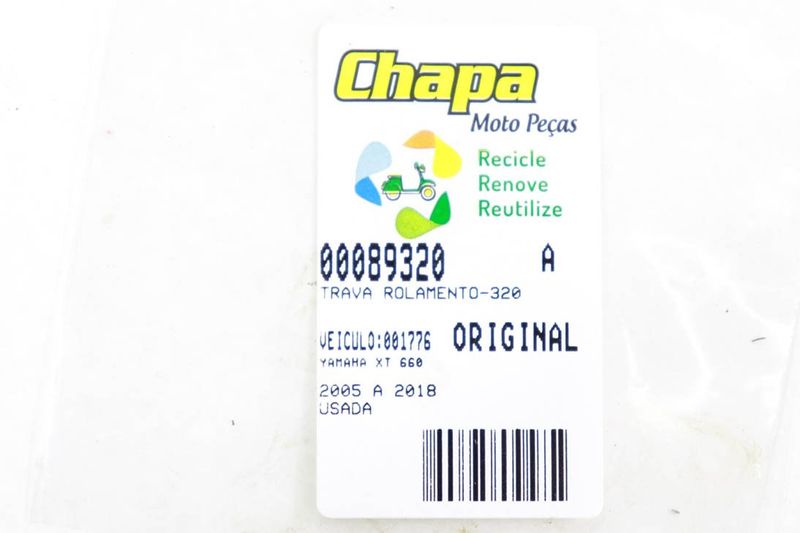 Chapa
Moto Peças
Recicle
Renove
Reutilize
00089320 A
TRAVA ROLAMENTO-320
VEICULO:001776 ORIGINAL
YAMAHA XT 660
2005 A 2018
USADA